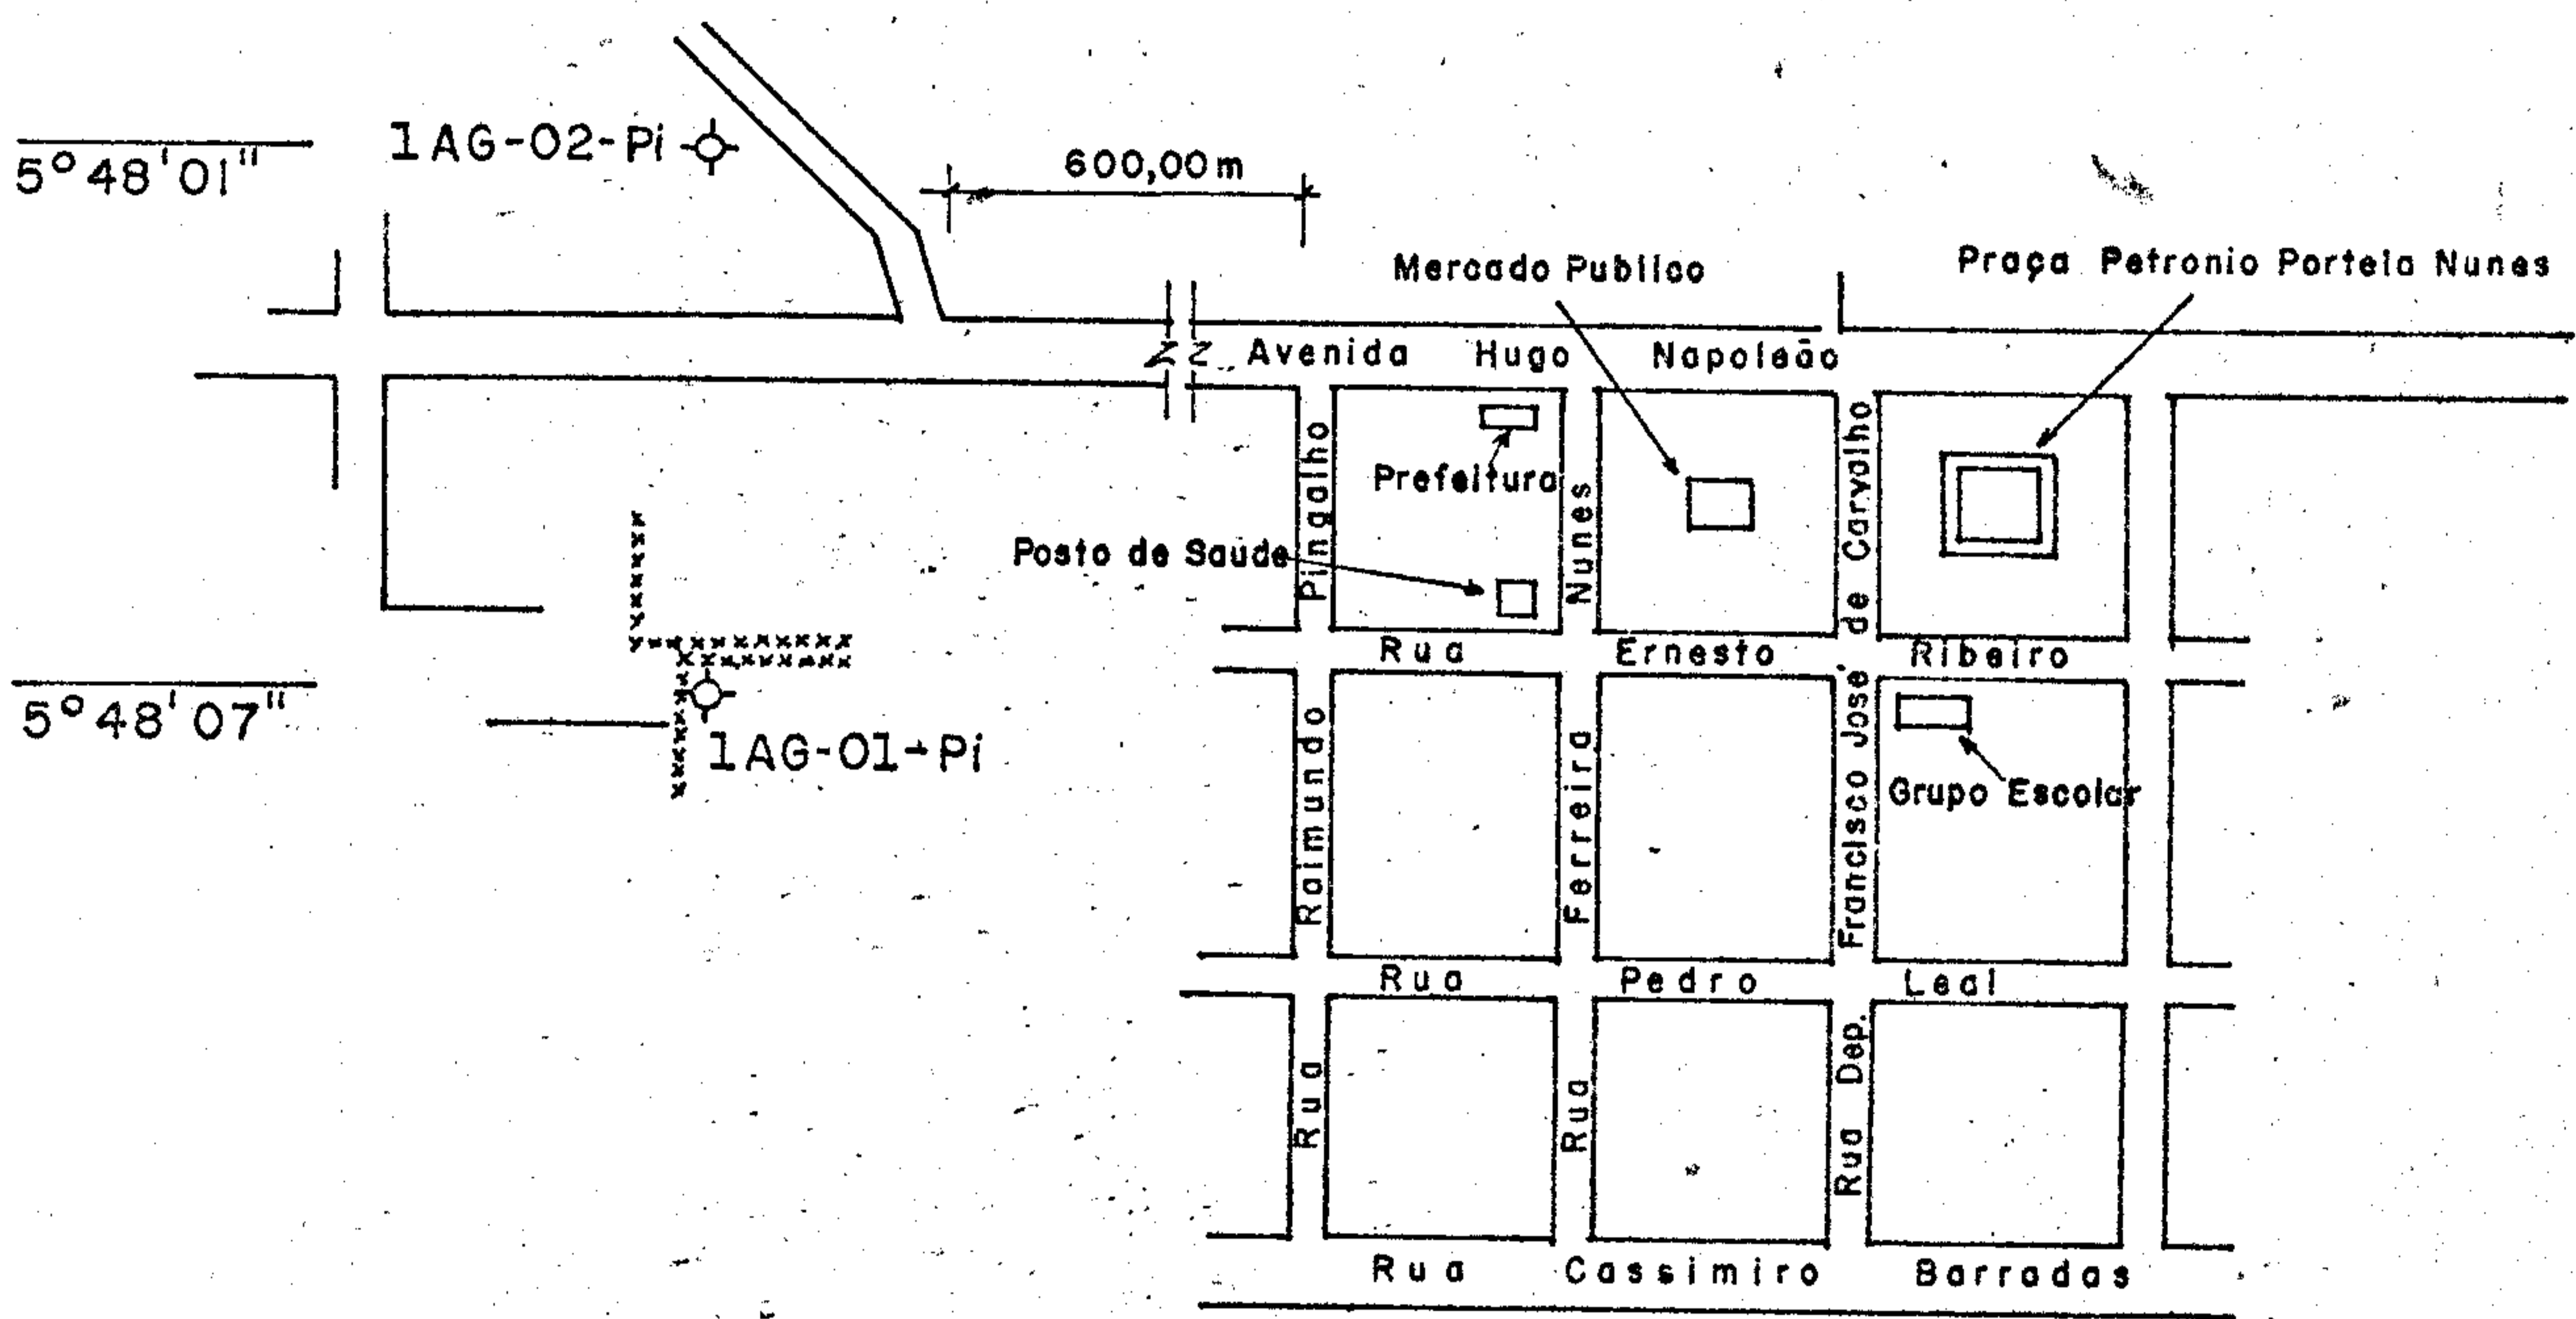 5°48'01"
1AG-02-Pi
600,00m
Mercado Publico
Praça Petronio Portela Nunes
Avenida Hugo Napoleão
Prefeitura
Posto de Saúde
Rua Raimundo Pingalho
Rua Ferreira Nunes
Rua Dep. Francisco José de Carvalho
Rua Ernesto Ribeiro
5°48'07"
1AG-01-Pi
Grupo Escolar
Rua Pedro Leal
Rua Cassimiro Barradas